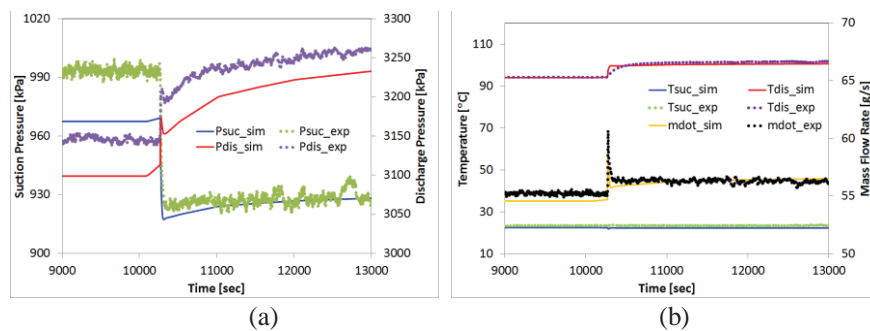 1020
990
960
930
900
Suction Pressure [kPa]
3300
3250
3200
3150
3100
3050
3000
Discharge Pressure [kPa]
Psuc_sim
Psuc_exp
Pdis_sim
Pdis_exp
9000
10000
11000
12000
13000
Time [sec]
(a)
110
90
70
50
30
10
Temperature [°C]
70
65
60
55
50
Mass Flow Rate [g/s]
Tsuc_sim
Tdis_sim
Tsuc_exp
Tdis_exp
mdot_sim
mdot_exp
9000
10000
11000
12000
13000
Time [sec]
(b)